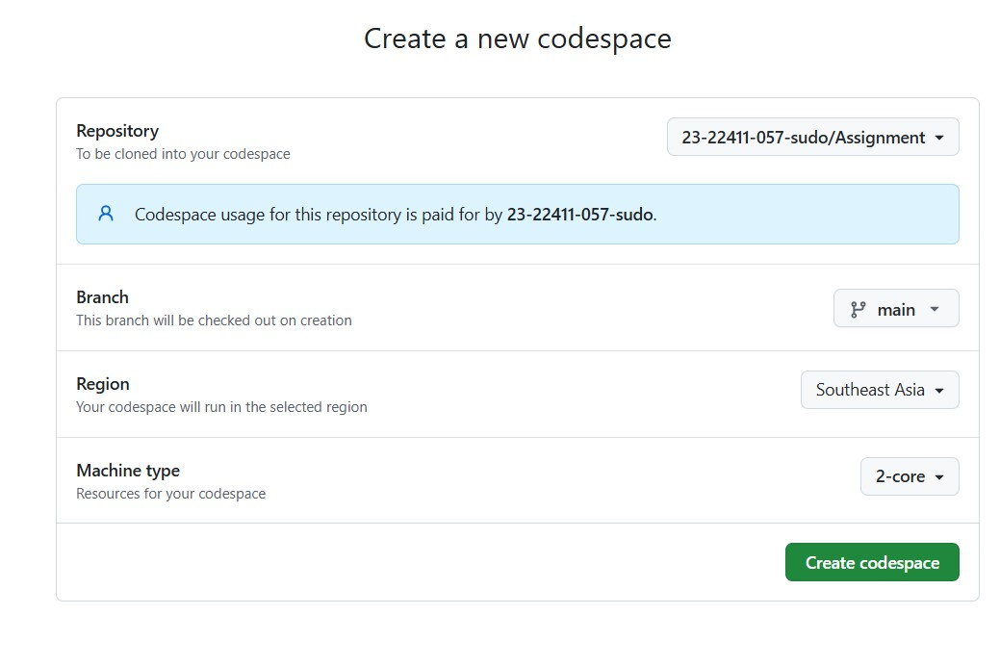 Create a new codespace
Repository
To be cloned into your codespace
23-22411-057-sudo/Assignment
Codespace usage for this repository is paid for by 23-22411-057-sudo.
Branch
This branch will be checked out on creation
main
Region
Your codespace will run in the selected region
Southeast Asia
Machine type
Resources for your codespace
2-core
Create codespace